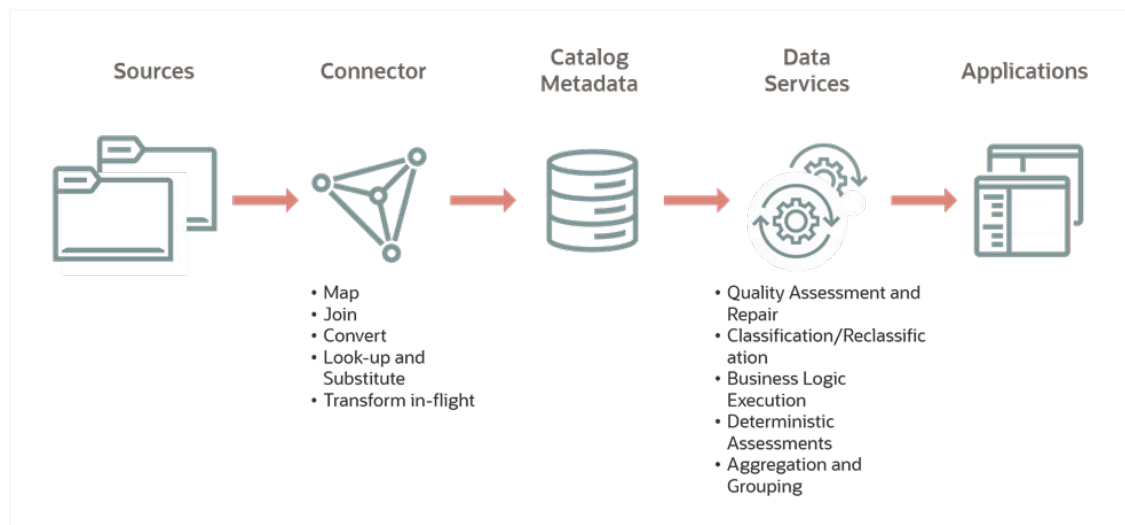 Sources
Connector
Catalog
Metadata
Data
Services
Applications
• Map
• Join
• Convert
• Look-up and
Substitute
• Transform in-flight
• Quality Assessment and
Repair
• Classification/Reclassific
ation
• Business Logic
Execution
• Deterministic
Assessments
• Aggregation and
Grouping